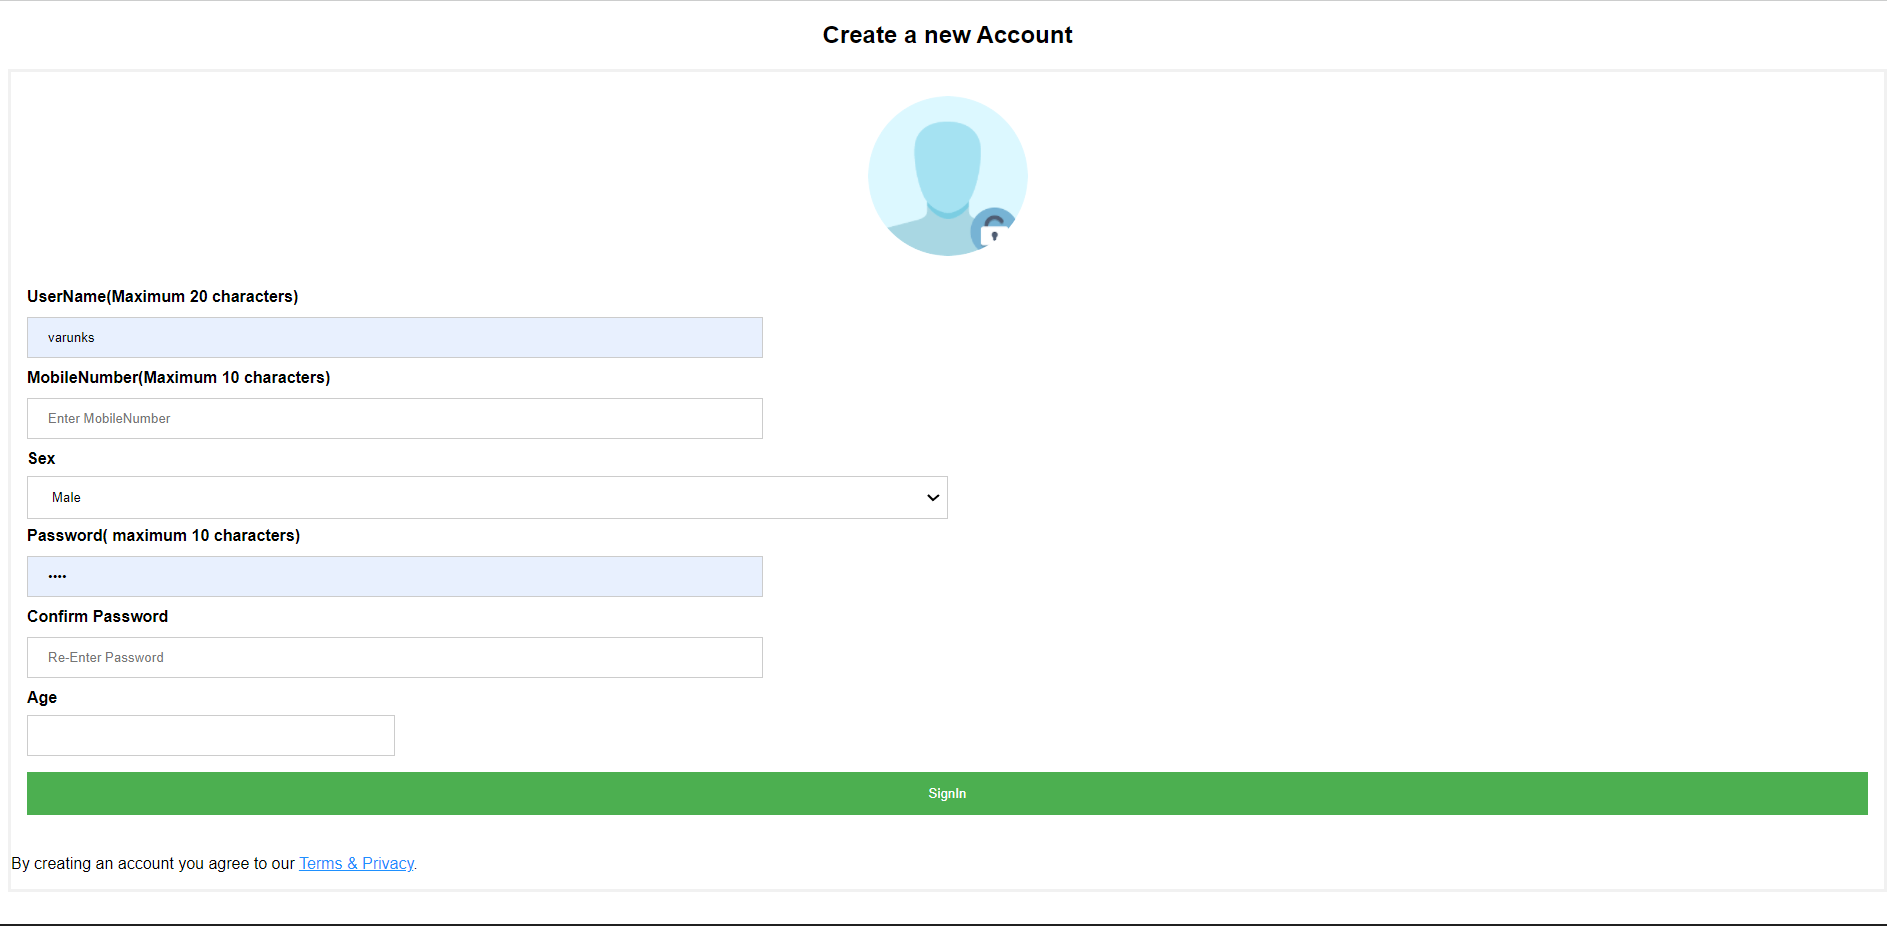 Create a new Account
UserName(Maximum 20 characters)
varunks
MobileNumber(Maximum 10 characters)
Enter MobileNumber
Sex
Male
Password( maximum 10 characters)
••••
Confirm Password
Re-Enter Password
Age
SignIn
By creating an account you agree to our Terms & Privacy.